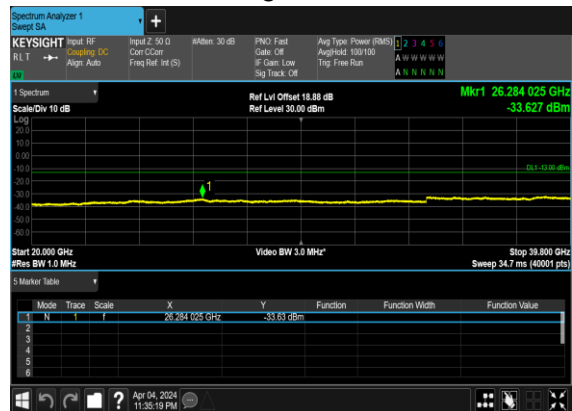 Spectrum Analyzer 1
Swept SA
+
KEYSIGHT Input: RF Input Z: 50 Ω #Atten: 30 dB PNO: Fast Avg Type: Power (RMS) 1 2 3 4 5 6
RLT Coupling: DC Corr CCorr Gate: Off Avg|Hold: 100/100 A W W W W W
Align: Auto Freq Ref: Int (S) IF Gain: Low Trig: Free Run
Sig Track: Off A N N N N N
LXI
1 Spectrum
Ref Lvl Offset 18.88 dB Mkr1 26.284 025 GHz
Scale/Div 10 dB Ref Level 30.00 dBm -33.627 dBm
Log
20.0
10.0
0.00
-10.0
DL1 -13.00 dBm
-20.0
1
-30.0
-40.0
-50.0
-60.0
Start 20.000 GHz Video BW 3.0 MHz* Stop 39.800 GHz
#Res BW 1.0 MHz Sweep 34.7 ms (40001 pts)
5 Marker Table
Mode Trace Scale X Y Function Function Width Function Value
1 N 1 f 26.284 025 GHz -33.63 dBm
2
3
4
5
6
? Apr 04, 2024
11:35:19 PM